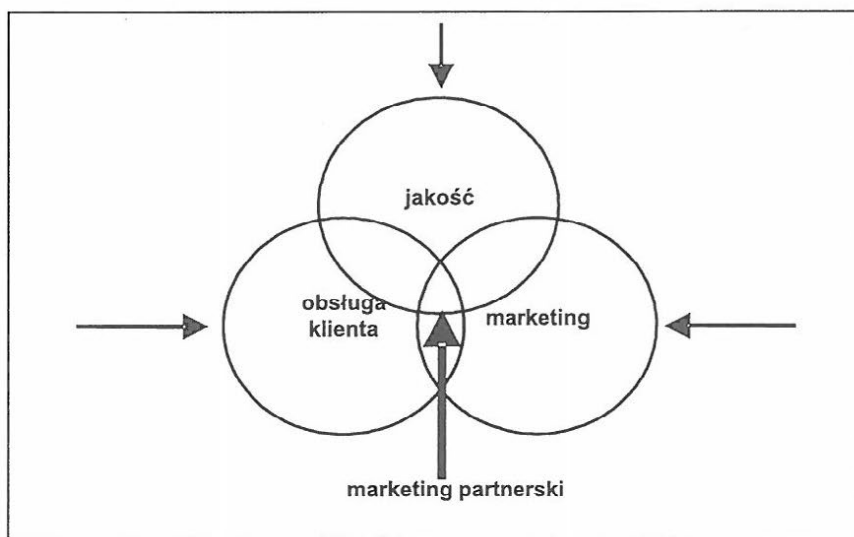 jakość
obsługa
klienta
marketing
marketing partnerski